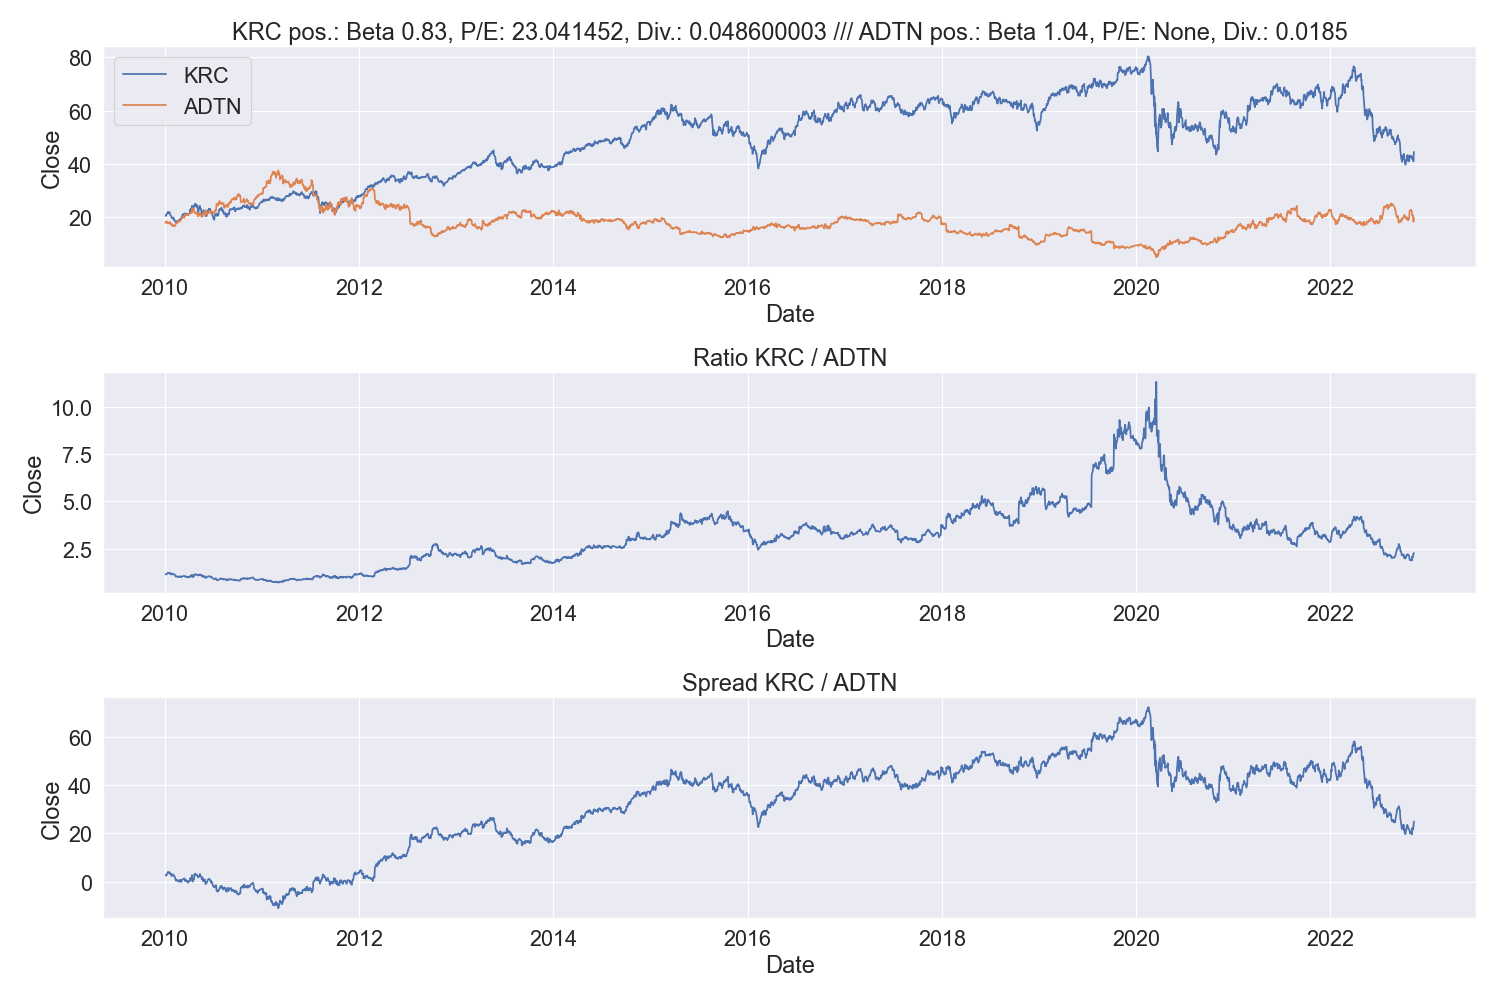 KRC pos.: Beta 0.83, P/E: 23.041452, Div.: 0.048600003 /// ADTN pos.: Beta 1.04, P/E: None, Div.: 0.0185
KRC
ADTN
Close
80
60
40
20
2010 2012 2014 2016 2018 2020 2022
Date
Ratio KRC / ADTN
Close
10.0
7.5
5.0
2.5
2010 2012 2014 2016 2018 2020 2022
Date
Spread KRC / ADTN
Close
60
40
20
0
2010 2012 2014 2016 2018 2020 2022
Date